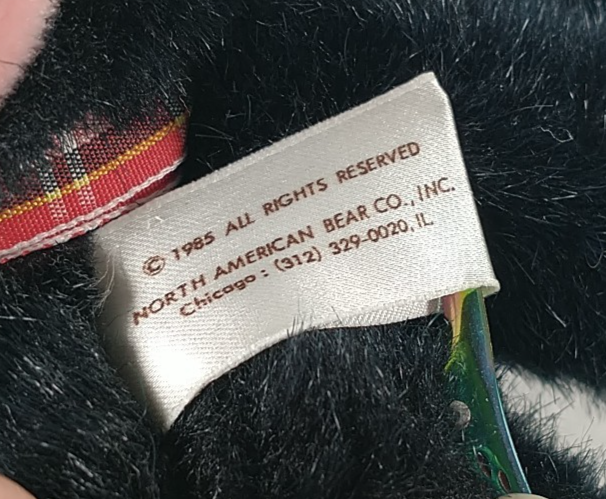 © 1985 ALL RIGHTS RESERVED
NORTH AMERICAN BEAR CO., INC.
Chicago: (312) 329-0020, IL